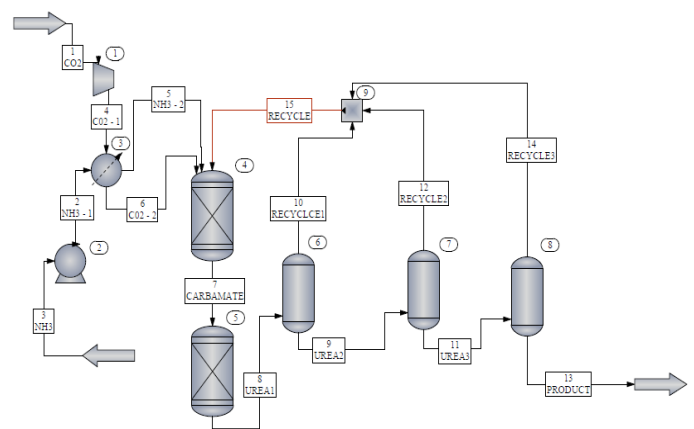 1
CO2
1
4
C02 - 1
5
NH3 - 2
3
2
NH3 - 1
6
C02 - 2
2
3
NH3
4
7
CARBAMATE
5
8
UREA1
15
RECYCLE
9
10
RECYCLCE1
6
9
UREA2
12
RECYCLE2
7
11
UREA3
14
RECYCLE3
8
13
PRODUCT